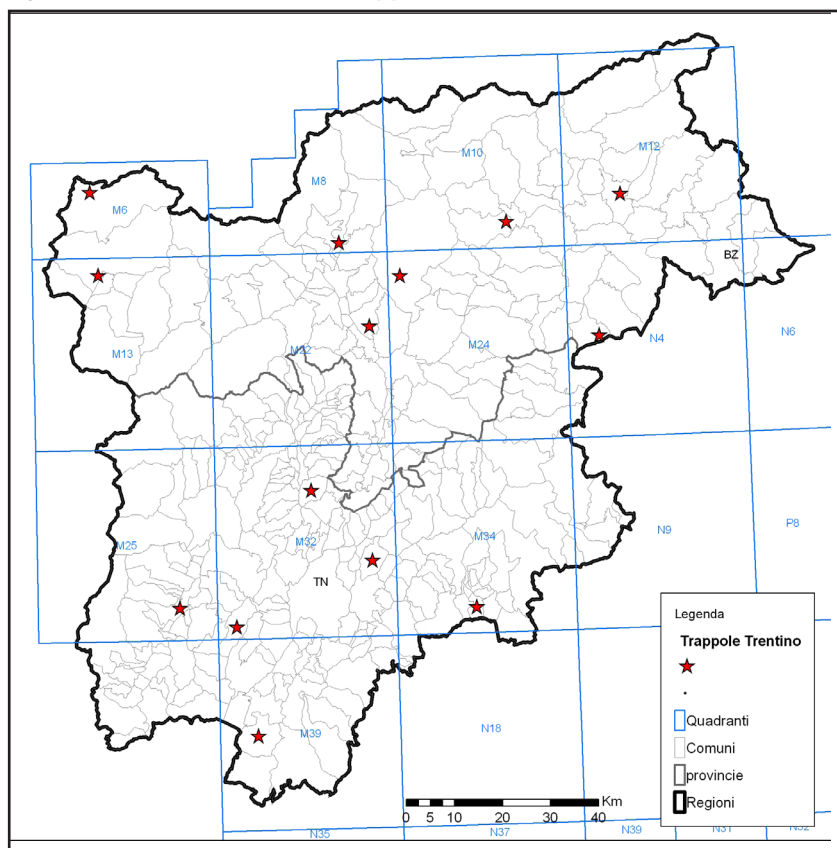 M12
M10
M8
M6
BZ
N6
N4
M24
M22
M13
P8
N9
M34
M32
M25
TN
Legenda
Trappole Trentino
Quadranti
N18
M39
Comuni
provincie
Km
Regioni
0 5 10 20 30 40
N35
N37
N39
N31
N32